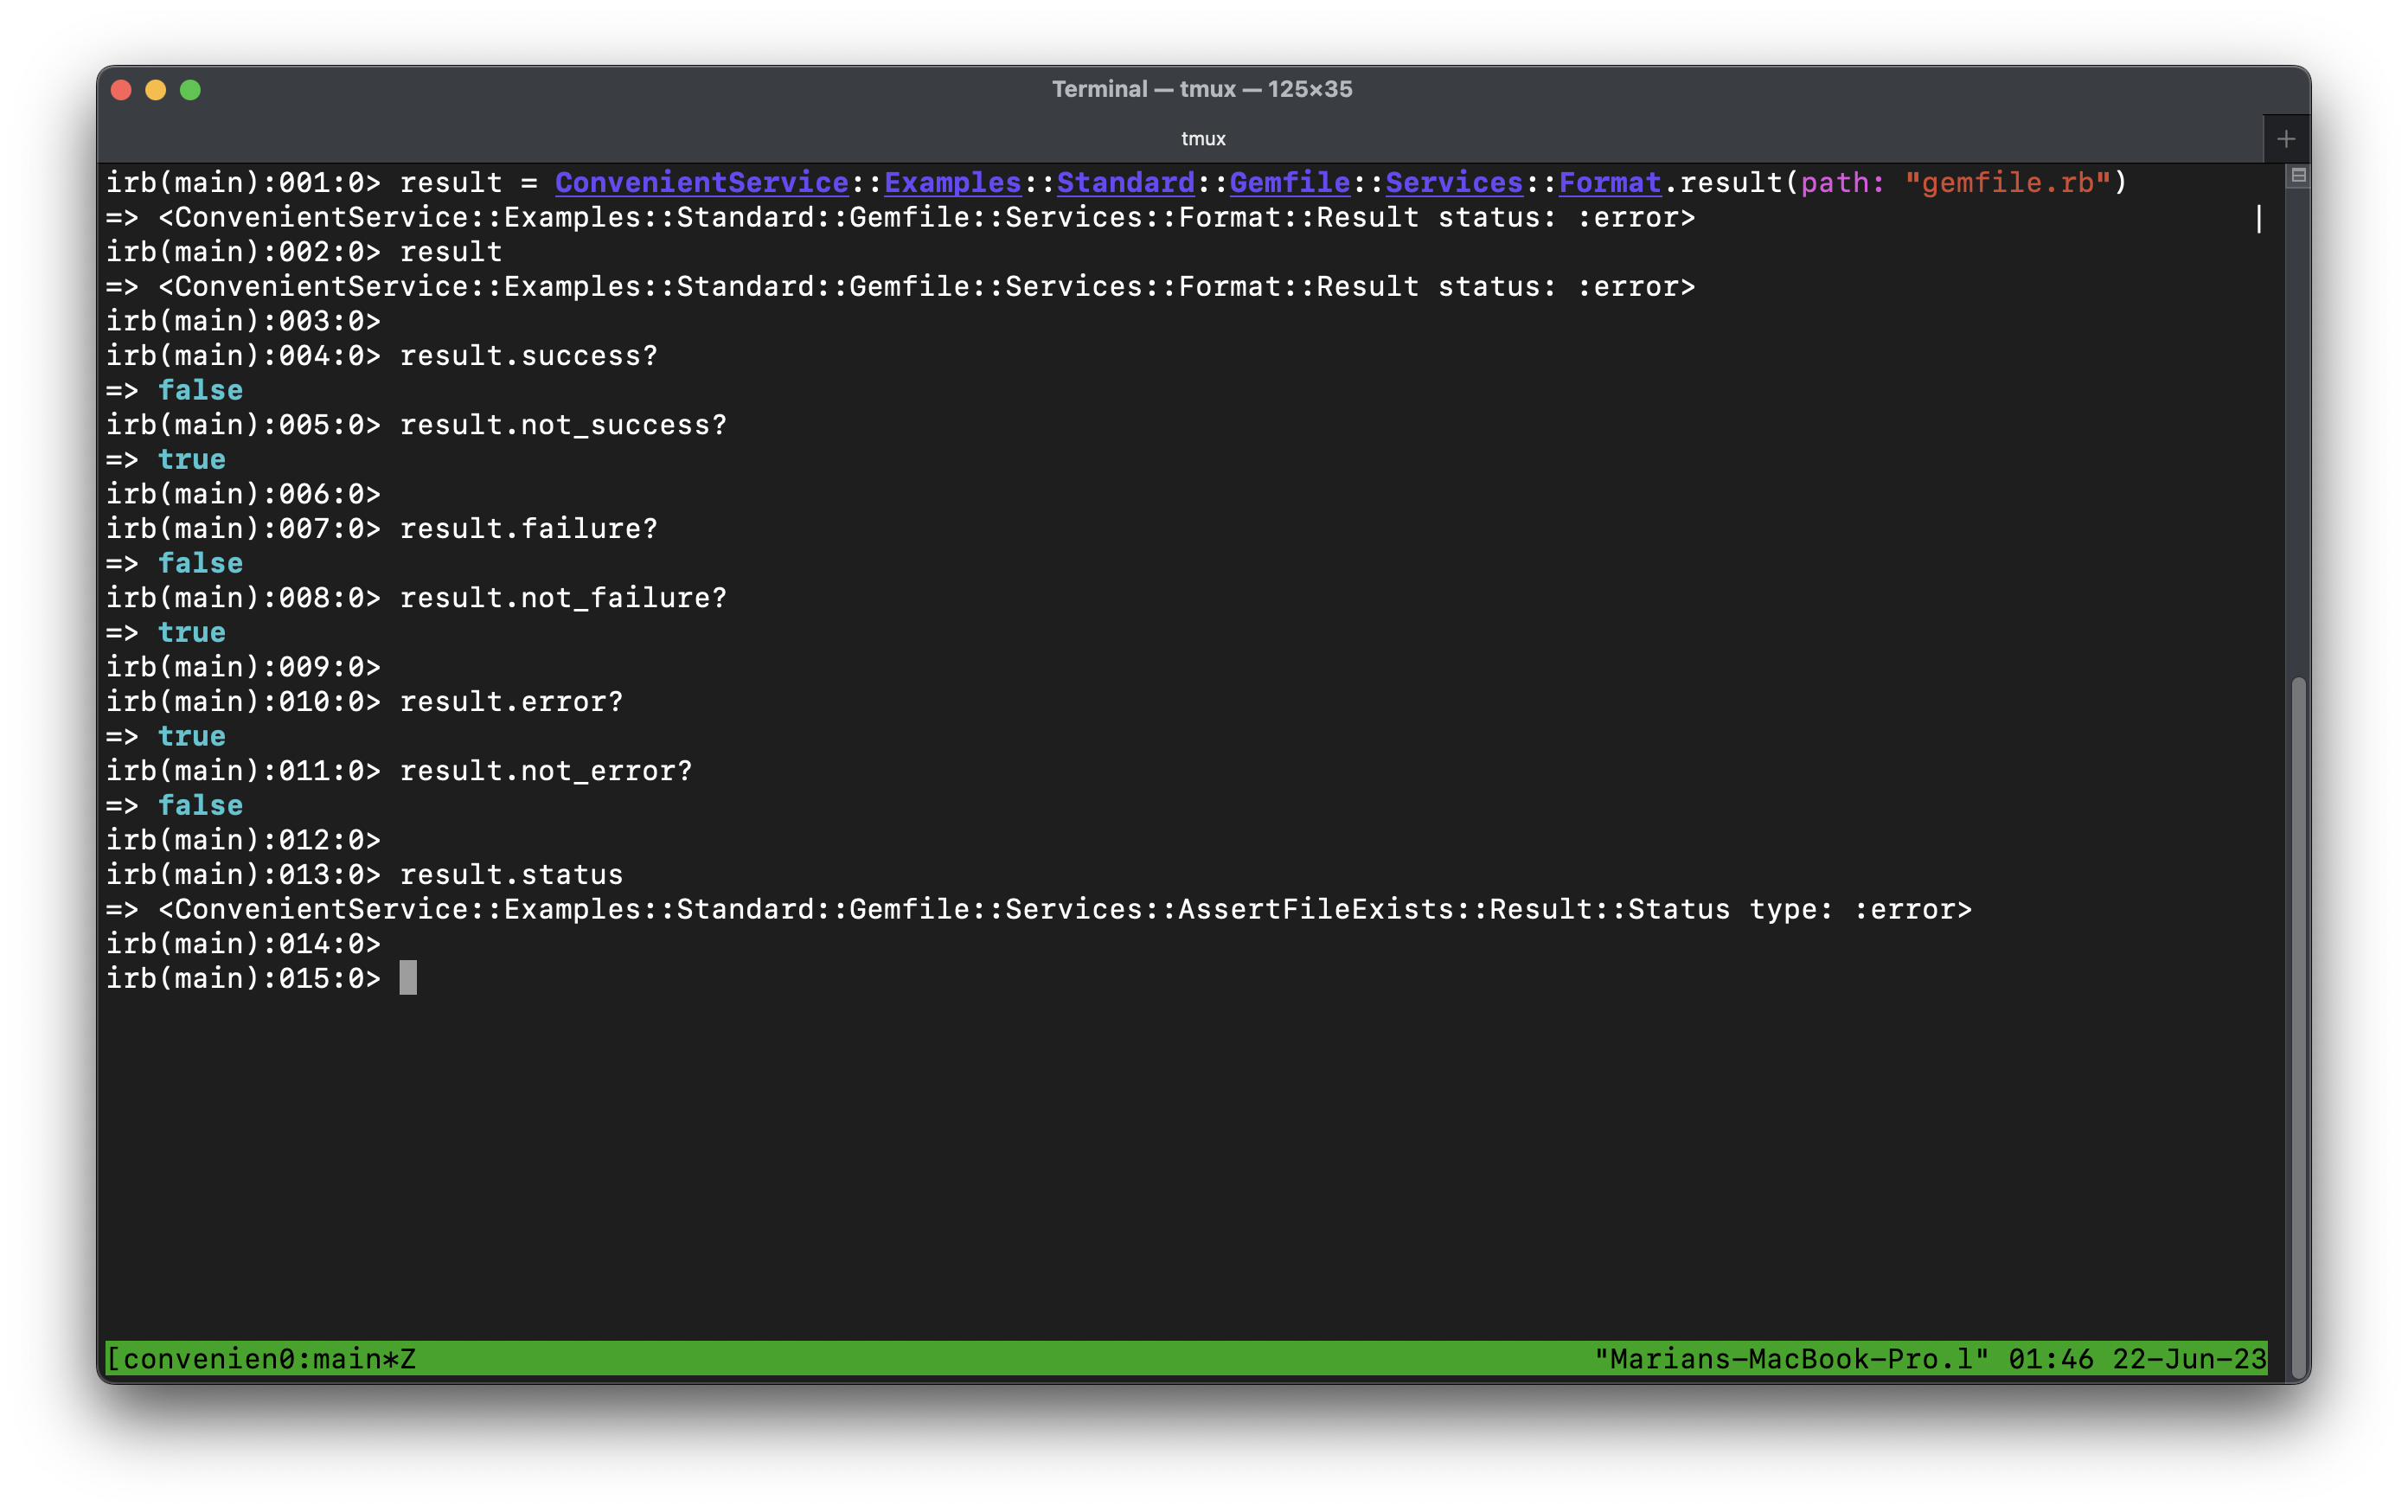 Terminal — tmux — 125×35
tmux
irb(main):001:0> result = ConvenientService::Examples::Standard::Gemfile::Services::Format.result(path: "gemfile.rb")
=> <ConvenientService::Examples::Standard::Gemfile::Services::Format::Result status: :error>
irb(main):002:0> result
=> <ConvenientService::Examples::Standard::Gemfile::Services::Format::Result status: :error>
irb(main):003:0>
irb(main):004:0> result.success?
=> false
irb(main):005:0> result.not_success?
=> true
irb(main):006:0>
irb(main):007:0> result.failure?
=> false
irb(main):008:0> result.not_failure?
=> true
irb(main):009:0>
irb(main):010:0> result.error?
=> true
irb(main):011:0> result.not_error?
=> false
irb(main):012:0>
irb(main):013:0> result.status
=> <ConvenientService::Examples::Standard::Gemfile::Services::AssertFileExists::Result::Status type: :error>
irb(main):014:0>
irb(main):015:0>
[convenien0:main*Z "Marians-MacBook-Pro.l" 01:46 22-Jun-23